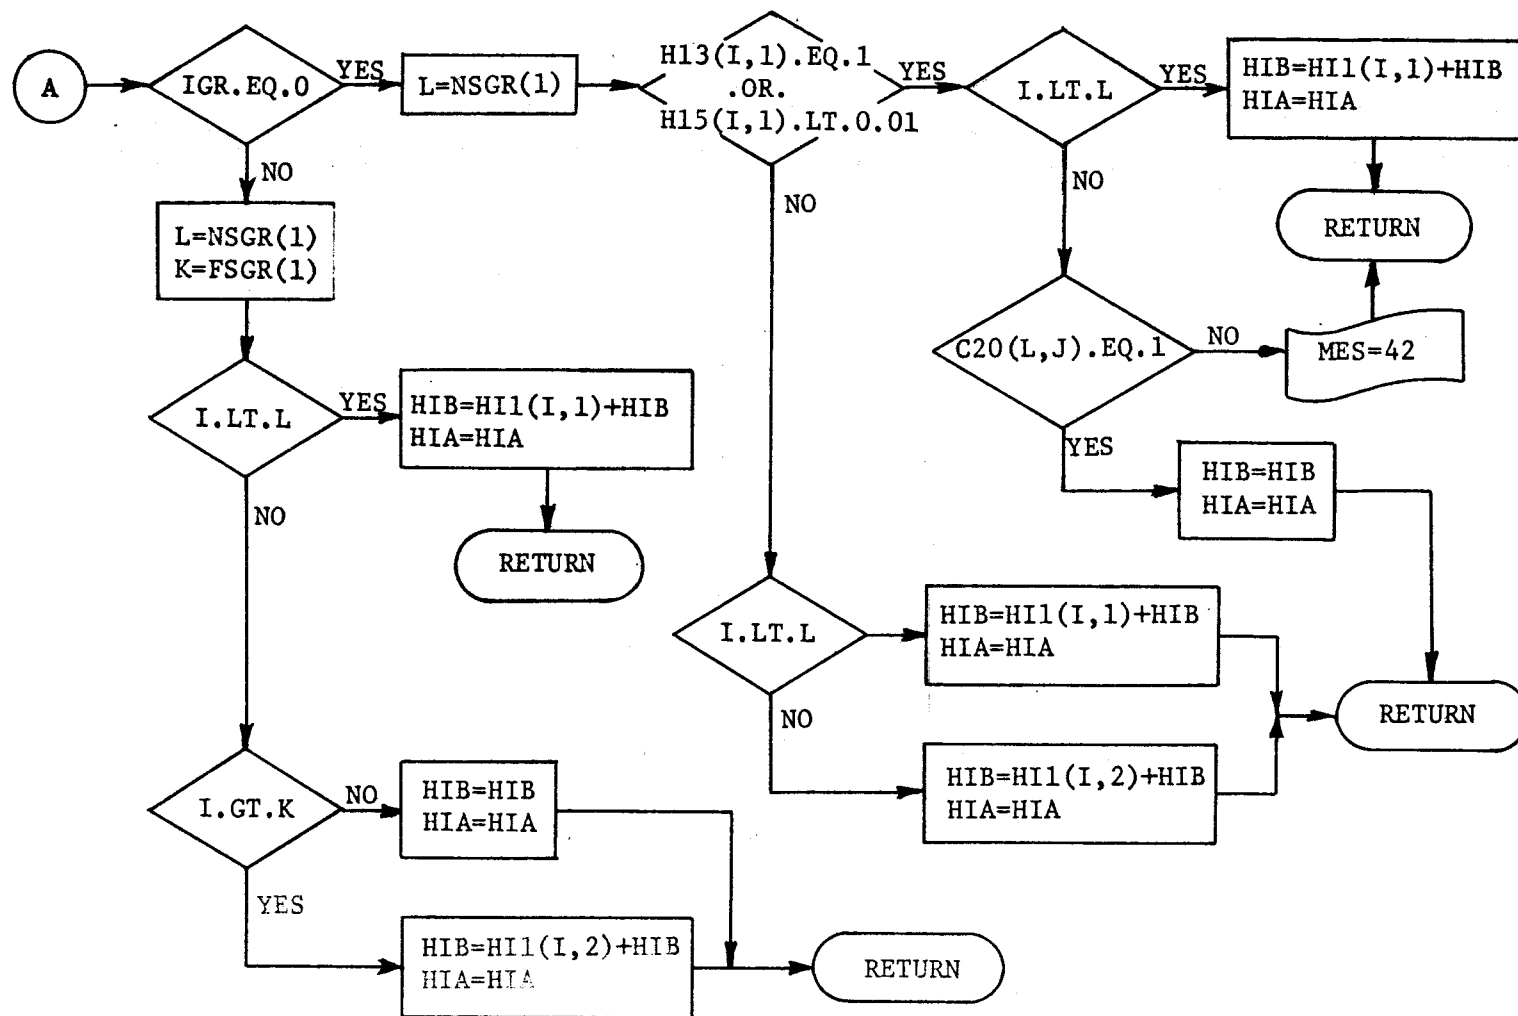 A
IGR.EQ.0
YES
L=NSGR(1)
H13(I,1).EQ.1
.OR.
H15(I,1).LT.0.01
YES
I.LT.L
YES
HIB=HI1(I,1)+HIB
HIA=HIA
RETURN
NO
L=NSGR(1)
K=FSGR(1)
NO
NO
C20(L,J).EQ.1
NO
MES=42
I.LT.L
YES
HIB=HI1(I,1)+HIB
HIA=HIA
RETURN
YES
HIB=HIB
HIA=HIA
NO
I.LT.L
HIB=HI1(I,1)+HIB
HIA=HIA
NO
HIB=HI1(I,2)+HIB
HIA=HIA
RETURN
I.GT.K
NO
HIB=HIB
HIA=HIA
YES
HIB=HI1(I,2)+HIB
HIA=HIA
RETURN